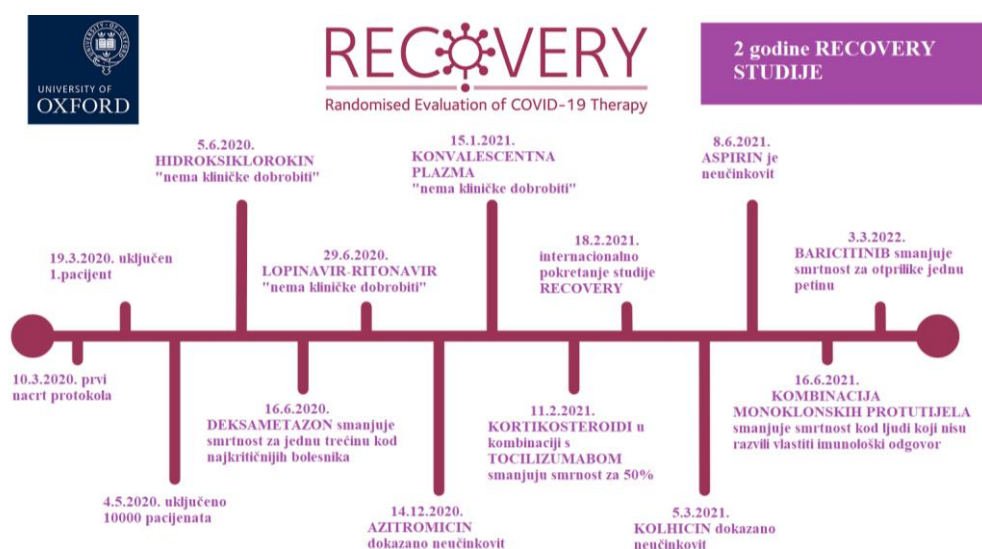 UNIVERSITY OF
OXFORD
RECOVERY
Randomised Evaluation of COVID-19 Therapy
2 godine RECOVERY
STUDIJE
5.6.2020.
HIDROKSIKLOROKIN
"nema kliničke dobrobiti"
15.1.2021.
KONVALESCENTNA
PLAZMA
"nema kliničke dobrobiti"
8.6.2021.
ASPIRIN je
neučinkovit
19.3.2020. uključen
1.pacijent
29.6.2020.
LOPINAVIR-RITONAVIR
"nema kliničke dobrobiti"
18.2.2021.
internacionalno
pokretanje studije
RECOVERY
3.3.2022.
BARICITINIB smanjuje
smrtnost za otprilike jednu
petinu
10.3.2020. prvi
nacrt protokola
16.6.2020.
DEKSAMETAZON smanjuje
smrtnost za jednu trećinu kod
najkritičnijih bolesnika
11.2.2021.
KORTIKOSTEROIDI u
kombinaciji s
TOCILIZUMABOM
smanjuju smrnost za 50%
16.6.2021.
KOMBINACIJA
MONOKLONSKIH PROTUTIJELA
smanjuje smrtnost kod ljudi koji nisu
razvili vlastiti imunološki odgovor
4.5.2020. uključeno
10000 pacijenata
14.12.2020.
AZITROMICIN
dokazano neučinkovit
5.3.2021.
KOLHICIN dokazano
neučinkovit